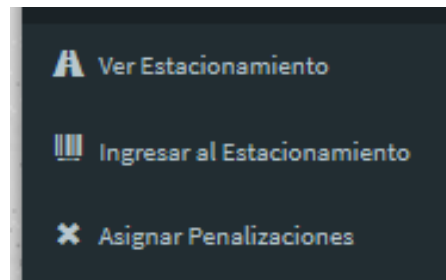 Ver Estacionamiento
Ingresar al Estacionamiento
Asignar Penalizaciones